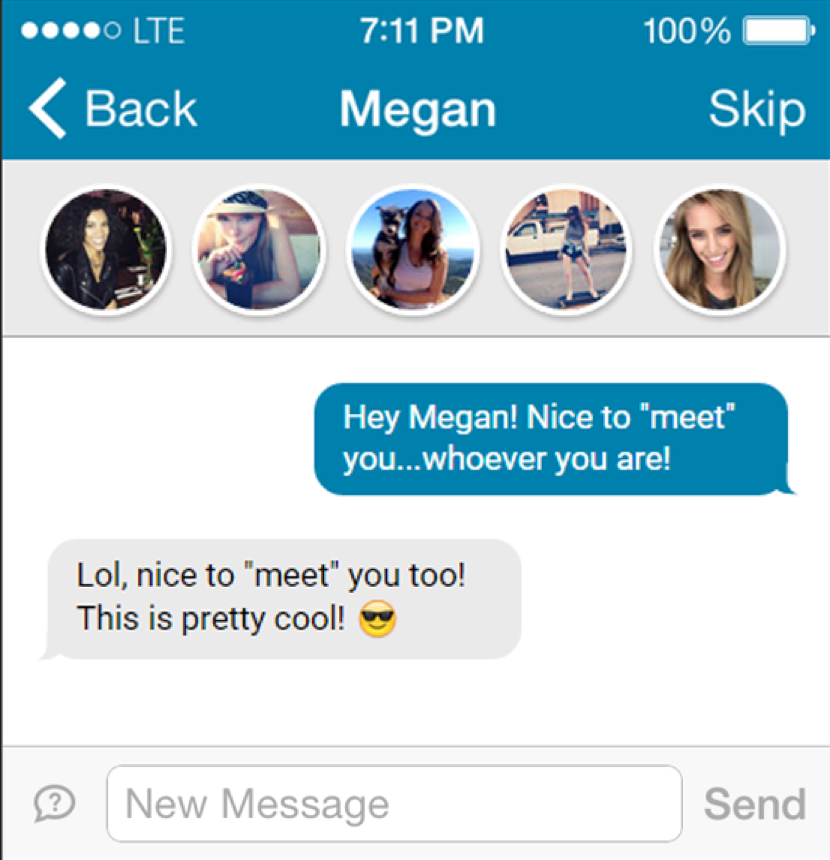 LTE 7:11 PM 100%
Back Megan Skip
Hey Megan! Nice to "meet"
you...whoever you are!
Lol, nice to "meet" you too!
This is pretty cool! 😎
? New Message Send